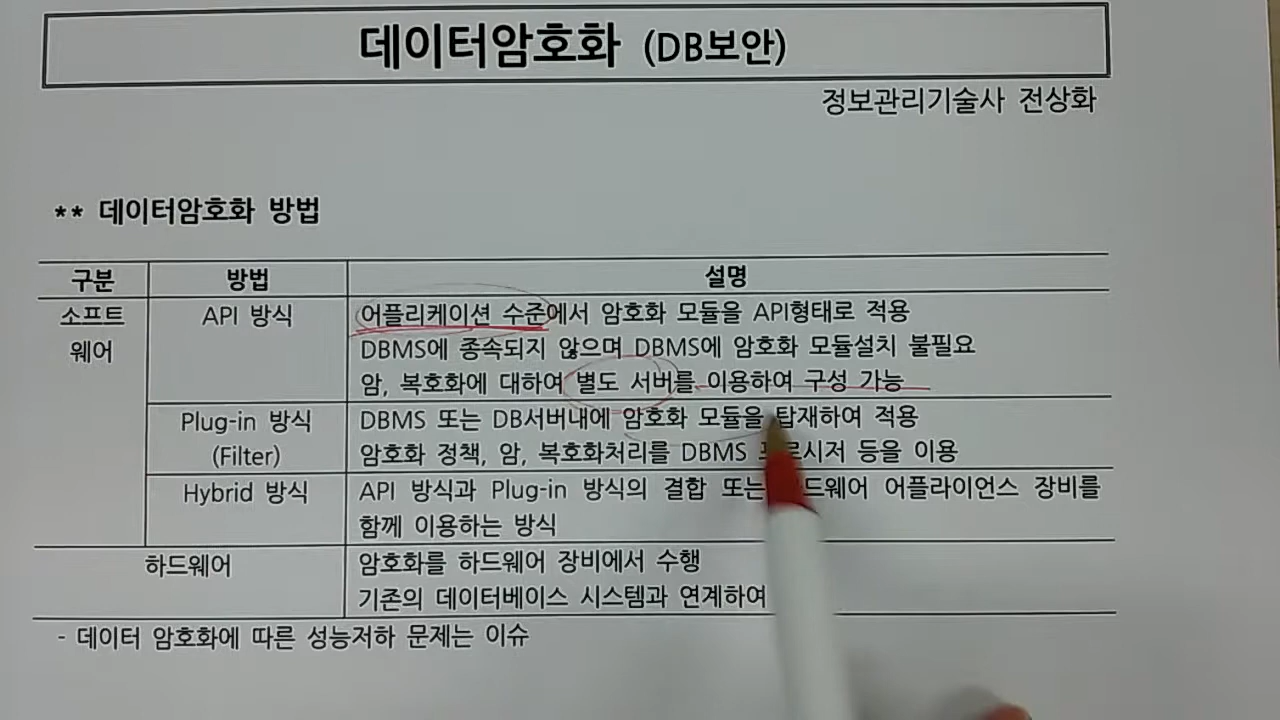 데이터암호화 (DB보안)
정보관리기술사 전상화
** 데이터암호화 방법
구분 방법 설명
소프트웨어 API 방식 어플리케이션 수준에서 암호화 모듈을 API형태로 적용
DBMS에 종속되지 않으며 DBMS에 암호화 모듈설치 불필요
암, 복호화에 대하여 별도 서버를 이용하여 구성 가능
Plug-in 방식 DBMS 또는 DB서버내에 암호화 모듈을 탑재하여 적용
(Filter) 암호화 정책, 암, 복호화처리를 DBMS 등을 이용
Hybrid 방식 API 방식과 Plug-in 방식의 결합 또는 어플라이언스 장비를
함께 이용하는 방식
하드웨어 암호화를 하드웨어 장비에서 수행
기존의 데이터베이스 시스템과 연계하여
- 데이터 암호화에 따른 성능저하 문제는 이슈